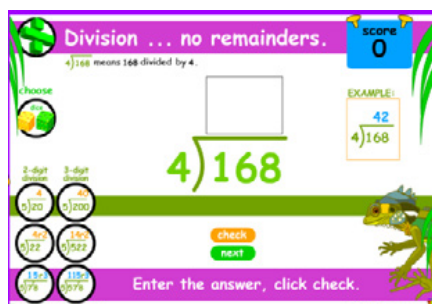 Division ... no remainders.
score
0
4)168 means 168 divided by 4.
choose
dice
EXAMPLE:
42
4)168
4)168
2-digit division
3-digit division
4
5)20
40
5)200
4r2
5)22
14r2
5)522
15r3
5)78
115r3
5)578
check
next
Enter the answer, click check.